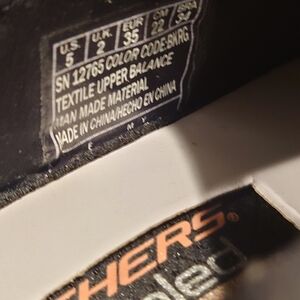 U.S. U.K. EUR CM BRA
5 2 35 22 34
SN 12765 COLOR CODE:BKRG
TEXTILE UPPER BALANCE
MAN MADE MATERIAL
MADE IN CHINA/HECHO EN CHINA
E M Y
HERS®